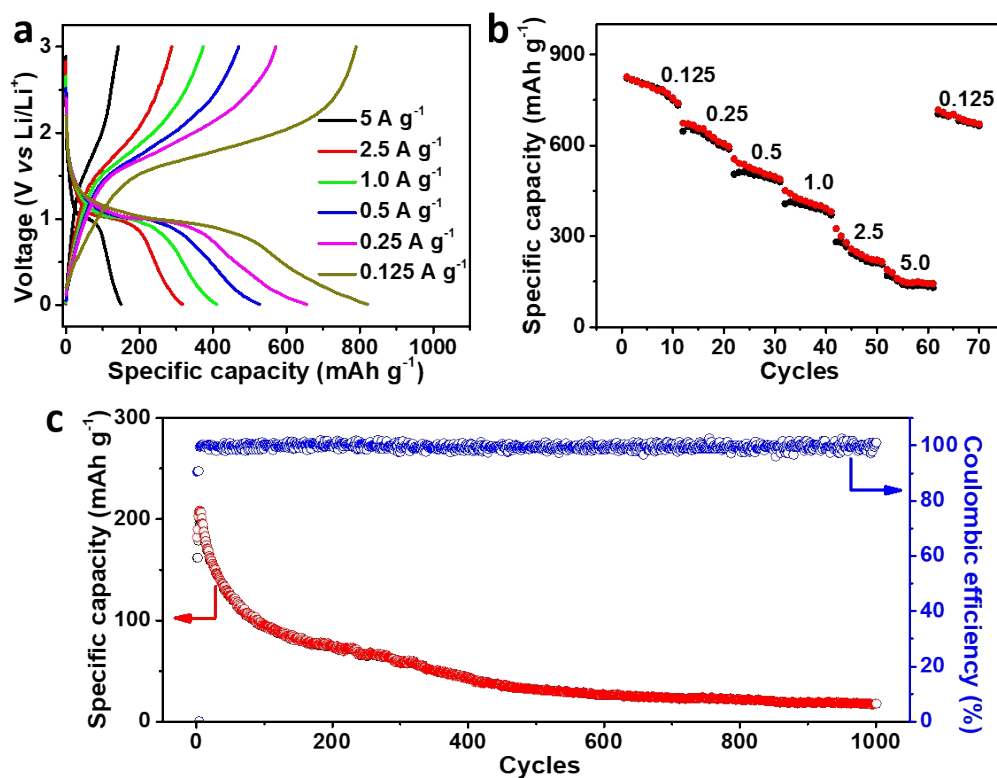 a
3
2
1
0
Voltage (V vs Li/Li⁺)
5 A g⁻¹
2.5 A g⁻¹
1.0 A g⁻¹
0.5 A g⁻¹
0.25 A g⁻¹
0.125 A g⁻¹
0 200 400 600 800 1000
Specific capacity (mAh g⁻¹)
b
900
600
300
0
Specific capacity (mAh g⁻¹)
0.125
0.25
0.5
1.0
2.5
5.0
0.125
0 10 20 30 40 50 60 70
Cycles
c
300
200
100
0
Specific capacity (mAh g⁻¹)
100
80
60
40
20
0
Coulombic efficiency (%)
0 200 400 600 800 1000
Cycles